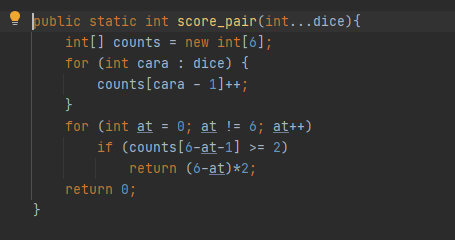 public static int score_pair(int...dice){
    int[] counts = new int[6];
    for (int cara : dice) {
        counts[cara - 1]++;
    }
    for (int at = 0; at != 6; at++)
        if (counts[6-at-1] >= 2)
            return (6-at)*2;
    return 0;
}